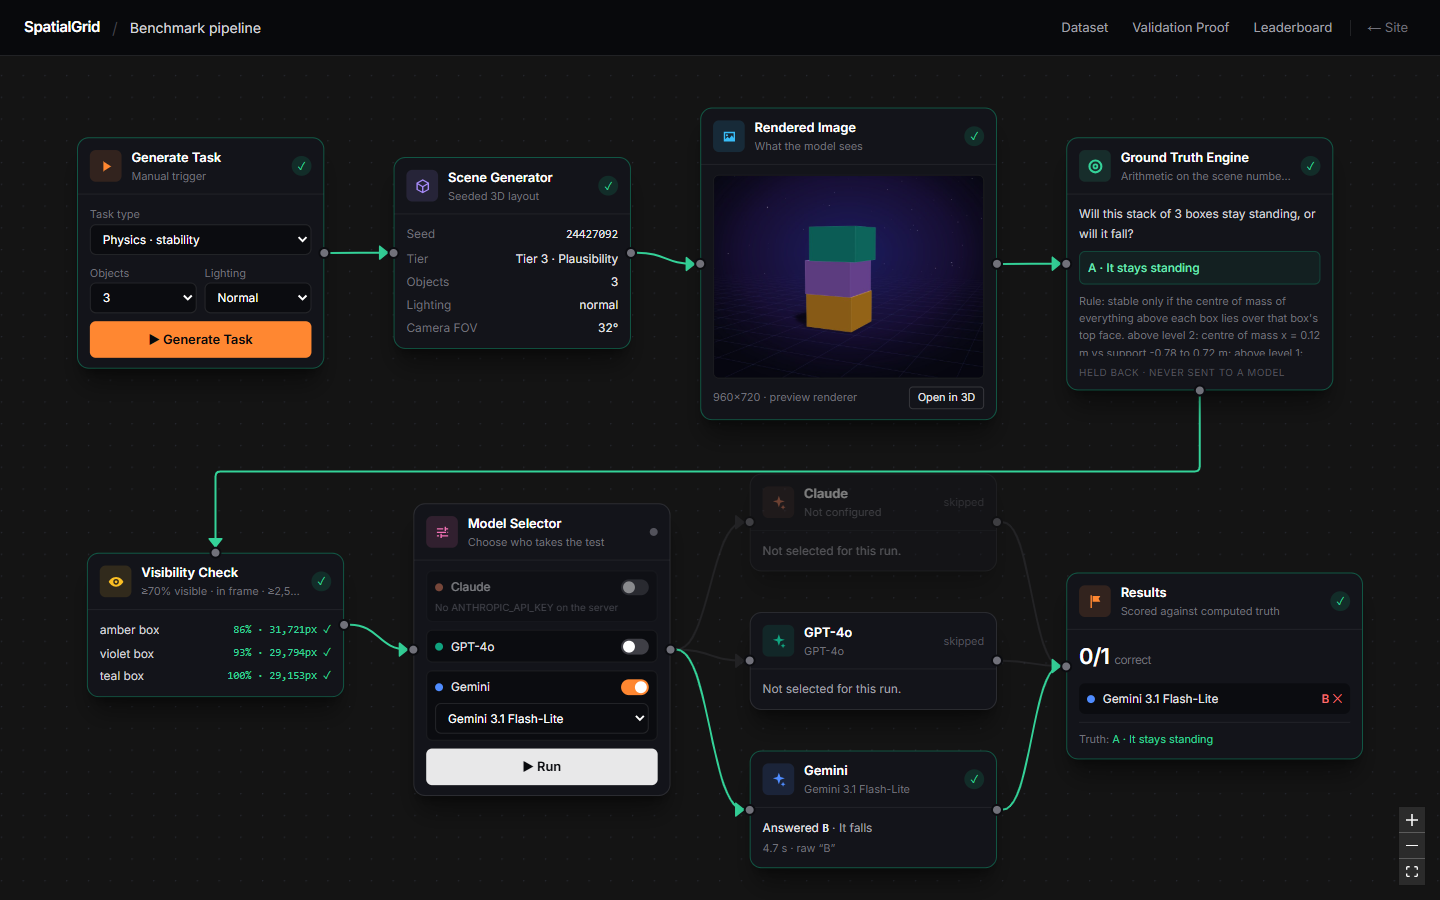 SpatialGrid / Benchmark pipeline
Dataset Validation Proof Leaderboard ← Site
Generate Task
Manual trigger
Task type
Physics · stability
Objects Lighting
3 Normal
▶ Generate Task
Scene Generator
Seeded 3D layout
Seed 24427092
Tier Tier 3 · Plausibility
Objects 3
Lighting normal
Camera FOV 32°
Rendered Image
What the model sees
960×720 · preview renderer Open in 3D
Ground Truth Engine
Arithmetic on the scene numbe...
Will this stack of 3 boxes stay standing, or
will it fall?
A · It stays standing
Rule: stable only if the centre of mass of
everything above each box lies over that box's
top face. above level 2: centre of mass x = 0.12
m vs support -0.78 to 0.72 m; above level 1:
HELD BACK · NEVER SENT TO A MODEL
Visibility Check
≥70% visible · in frame · ≥2,5...
amber box 86% · 31,721px ✓
violet box 93% · 29,794px ✓
teal box 100% · 29,153px ✓
Model Selector
Choose who takes the test
Claude
No ANTHROPIC_API_KEY on the server
GPT-4o
Gemini
Gemini 3.1 Flash-Lite
▶ Run
Claude
Not configured
skipped
Not selected for this run.
GPT-4o
GPT-4o
skipped
Not selected for this run.
Gemini
Gemini 3.1 Flash-Lite
Answered B · It falls
4.7 s · raw “B”
Results
Scored against computed truth
0/1 correct
Gemini 3.1 Flash-Lite B ✕
Truth: A · It stays standing